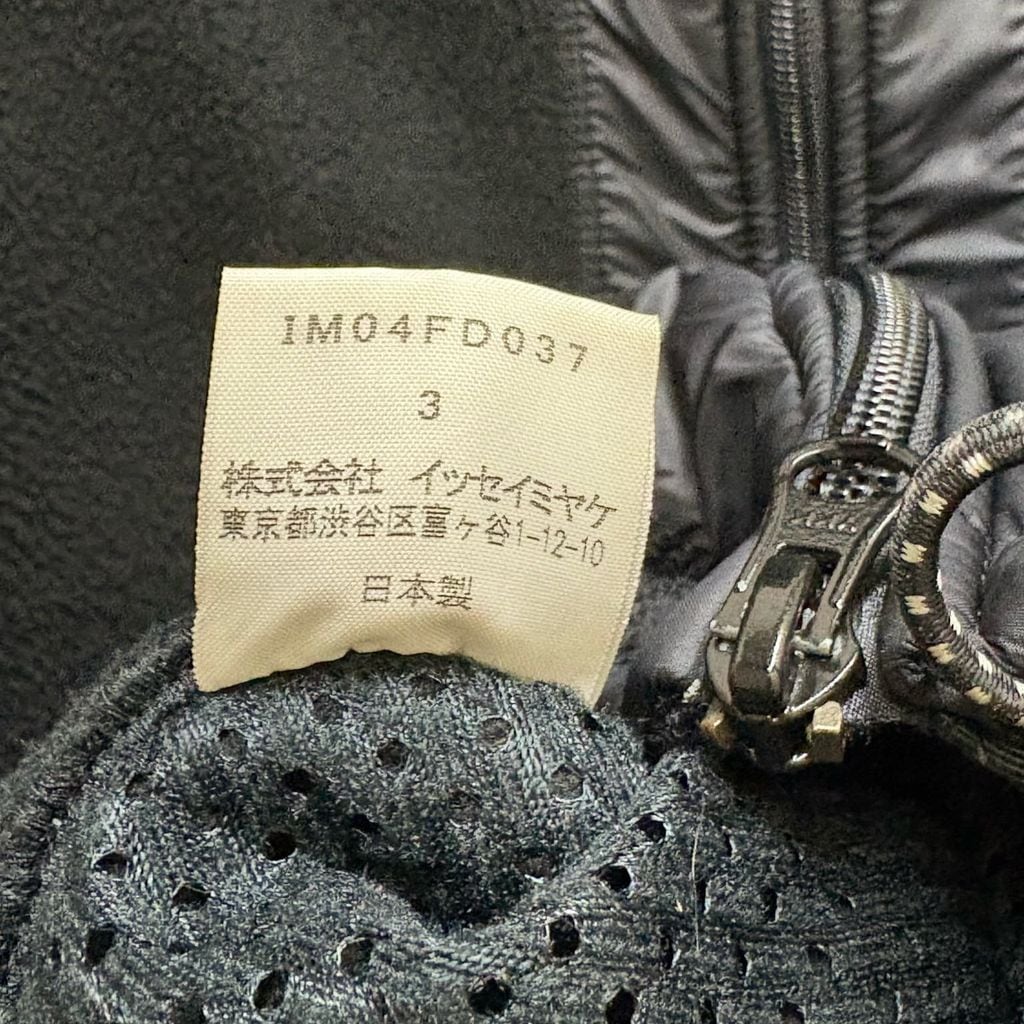 IM04FD037
3
株式会社 イッセイミヤケ
東京都渋谷区富ヶ谷1-12-10
日本製